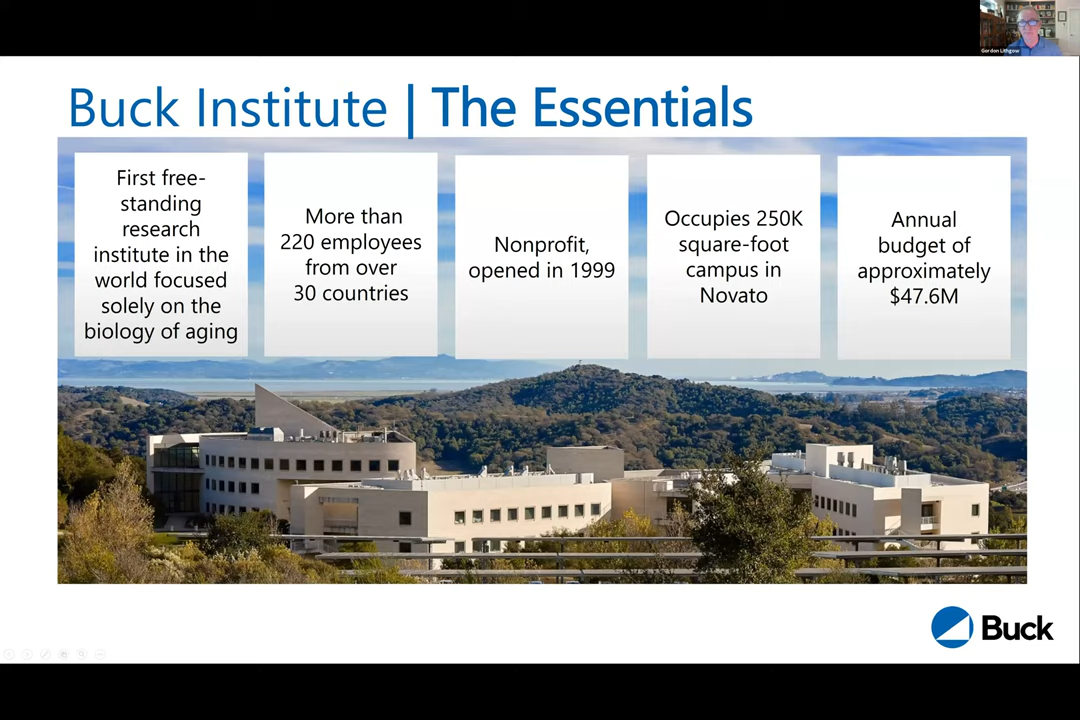 Gordon Lithgow
Buck Institute | The Essentials
First free-
standing
research
institute in the
world focused
solely on the
biology of aging
More than
220 employees
from over
30 countries
Nonprofit,
opened in 1999
Occupies 250K
square-foot
campus in
Novato
Annual
budget of
approximately
$47.6M
Buck